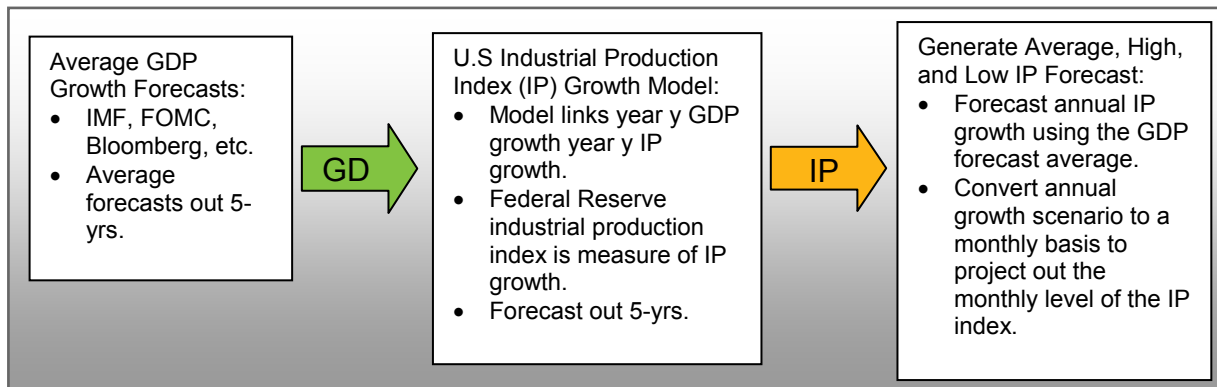 Average GDP
Growth Forecasts:
• IMF, FOMC,
Bloomberg, etc.
• Average
forecasts out 5-
yrs.
GD
U.S Industrial Production
Index (IP) Growth Model:
• Model links year y GDP
growth year y IP
growth.
• Federal Reserve
industrial production
index is measure of IP
growth.
• Forecast out 5-yrs.
IP
Generate Average, High,
and Low IP Forecast:
• Forecast annual IP
growth using the GDP
forecast average.
• Convert annual
growth scenario to a
monthly basis to
project out the
monthly level of the IP
index.